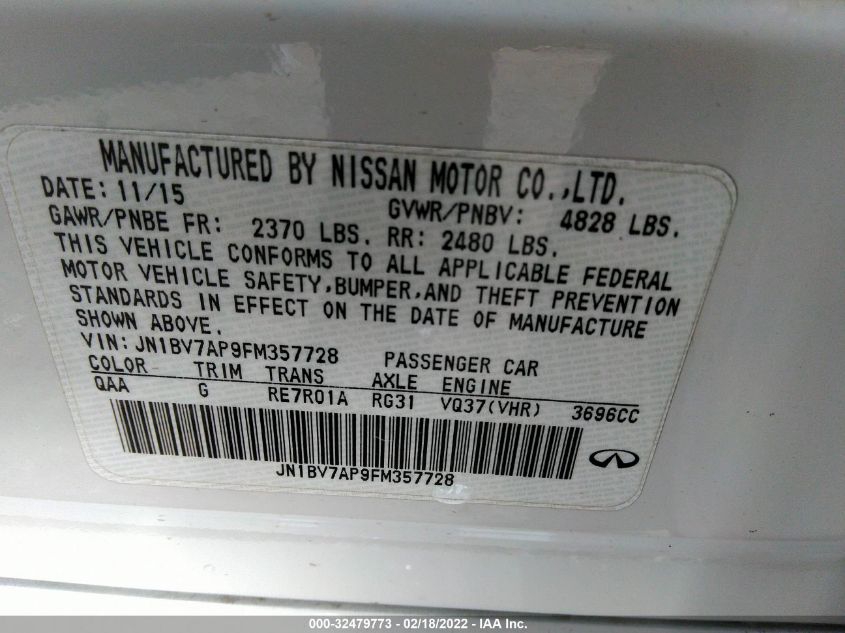 MANUFACTURED BY NISSAN MOTOR CO.,LTD.
DATE: 11/15 GVWR/PNBV: 4828 LBS.
GAWR/PNBE FR: 2370 LBS. RR: 2480 LBS.
THIS VEHICLE CONFORMS TO ALL APPLICABLE FEDERAL
MOTOR VEHICLE SAFETY,BUMPER,AND THEFT PREVENTION
STANDARDS IN EFFECT ON THE DATE OF MANUFACTURE
SHOWN ABOVE.
VIN: JN1BV7AP9FM357728 PASSENGER CAR
COLOR TRIM TRANS AXLE ENGINE
QAA G RE7R01A RG31 VQ37(VHR) 3696CC
JN1BV7AP9FM357728
000-32479773 - 02/18/2022 - IAA Inc.